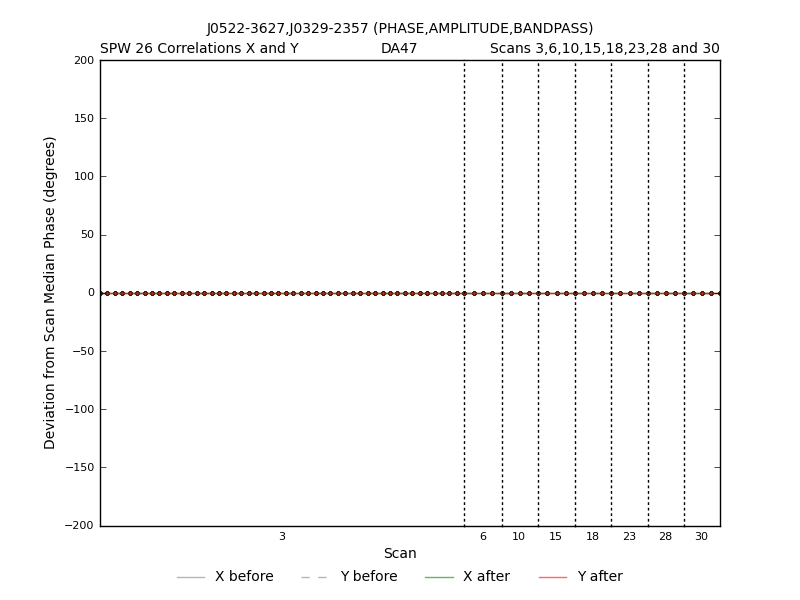 J0522-3627,J0329-2357 (PHASE,AMPLITUDE,BANDPASS)
SPW 26 Correlations X and Y DA47 Scans 3,6,10,15,18,23,28 and 30
200
150
100
50
0
−50
−100
−150
−200
Deviation from Scan Median Phase (degrees)
3 6 10 15 18 23 28 30
Scan
X before Y before X after Y after